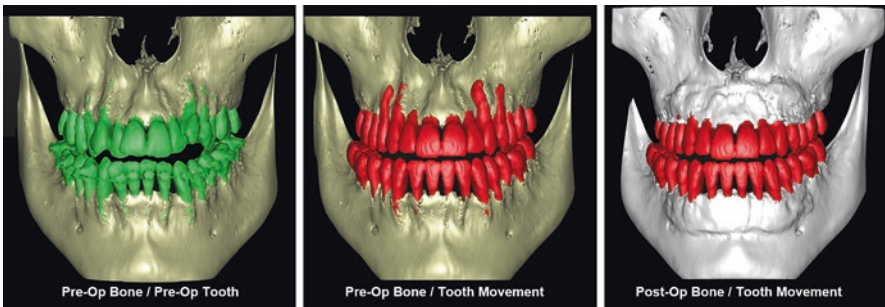 Pre-Op Bone / Pre-Op Tooth
Pre-Op Bone / Tooth Movement
Post-Op Bone / Tooth Movement